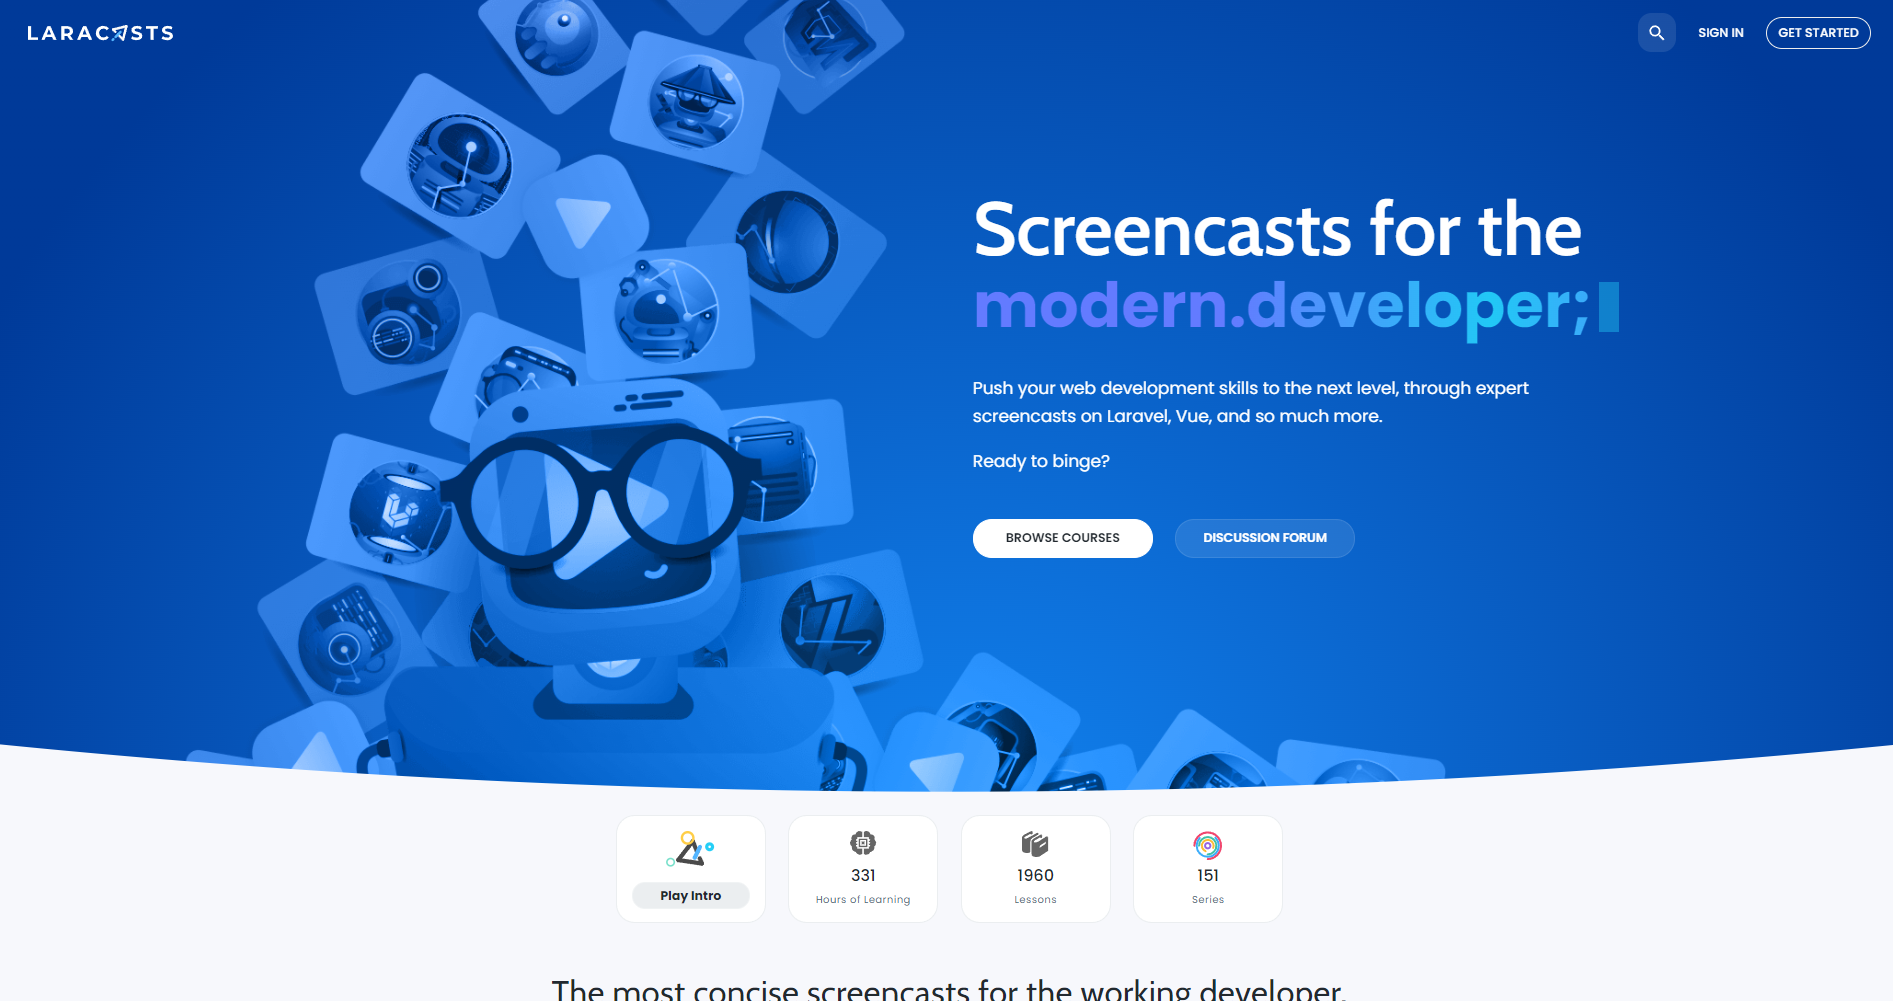 LARACASTS
SIGN IN
GET STARTED
Screencasts for the
modern.developer;
Push your web development skills to the next level, through expert
screencasts on Laravel, Vue, and so much more.
Ready to binge?
BROWSE COURSES
DISCUSSION FORUM
Play Intro
331
Hours of Learning
1960
Lessons
151
Series
The most concise screencasts for the working developer.